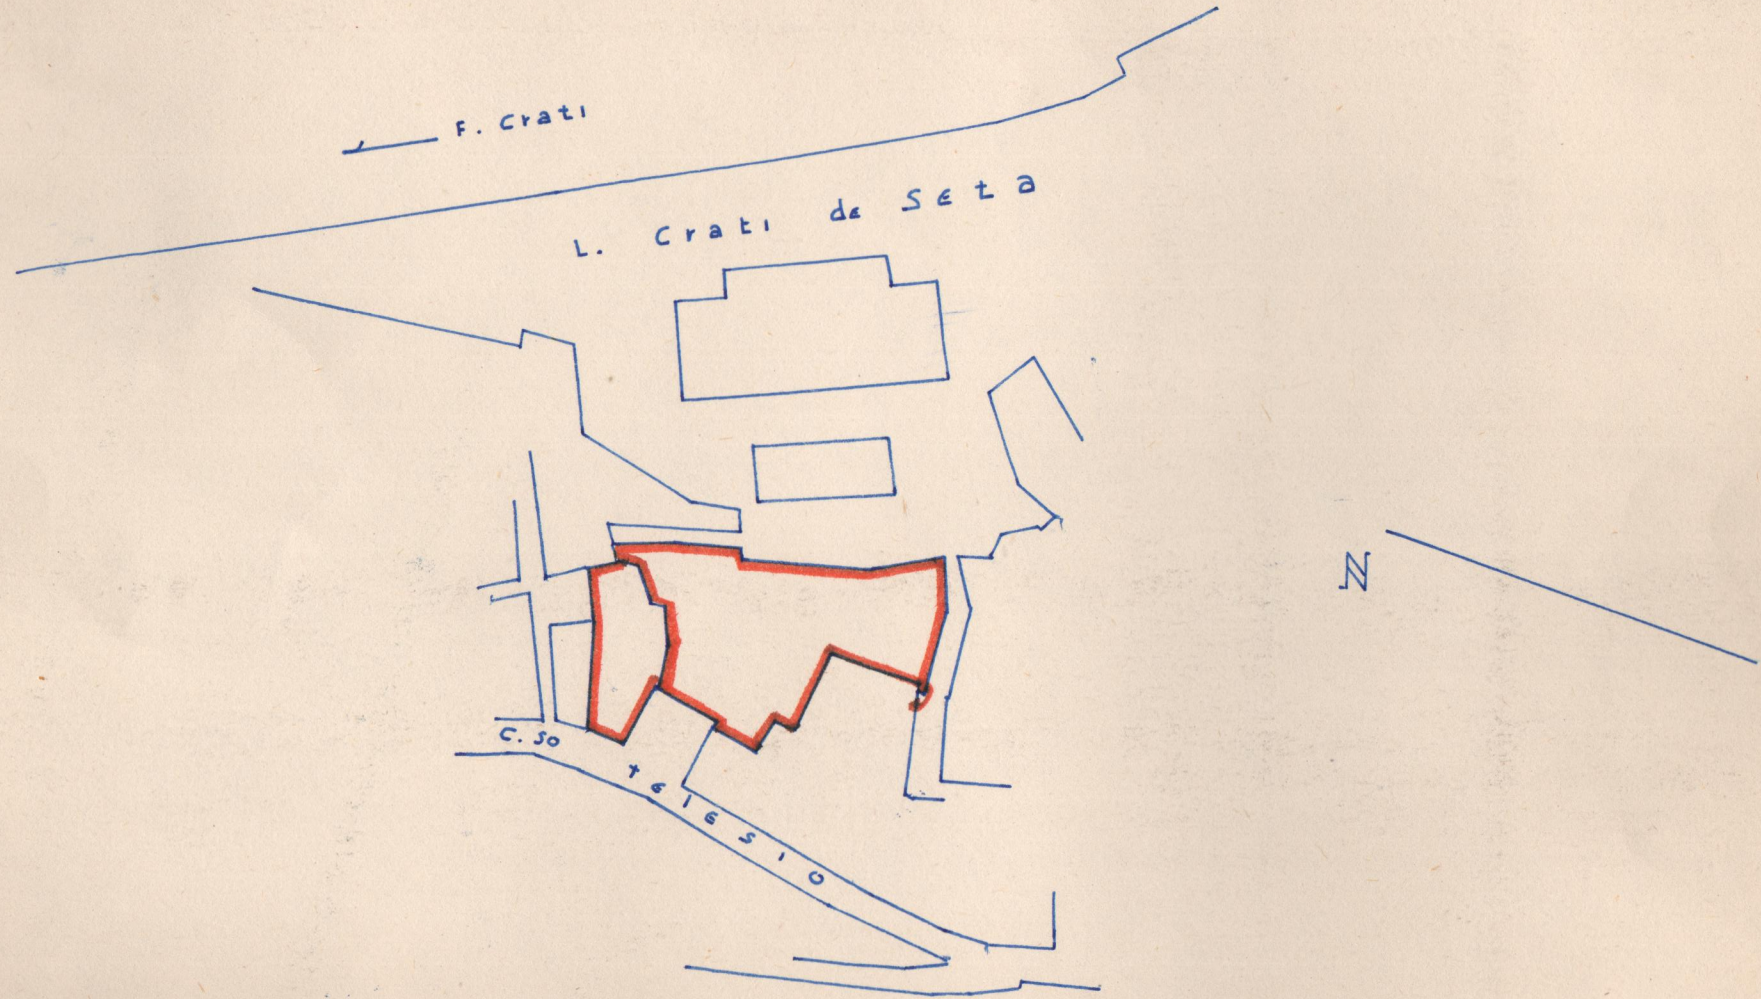 F. Crati
L. Crati de Seta
N
C. so
telesio